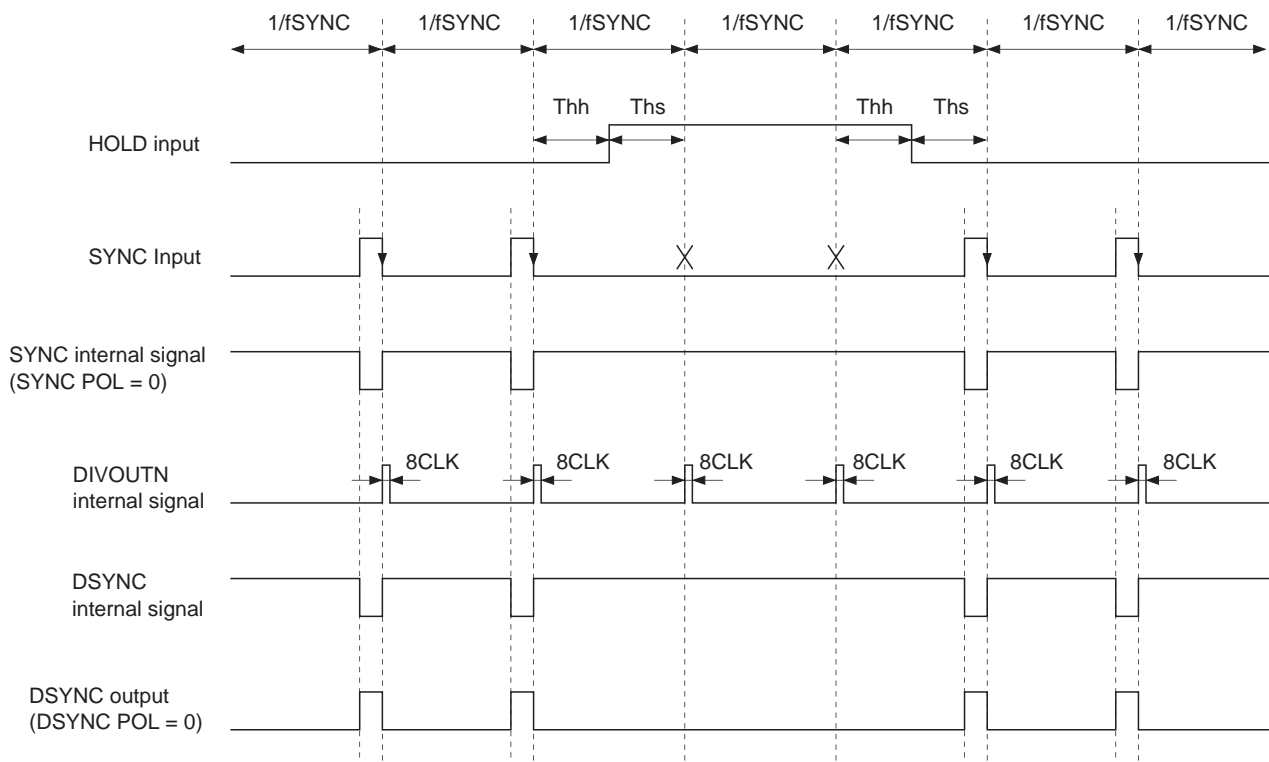 1/fSYNC 1/fSYNC 1/fSYNC 1/fSYNC 1/fSYNC 1/fSYNC 1/fSYNC
Thh Ths Thh Ths
HOLD input
SYNC Input
SYNC internal signal
(SYNC POL = 0)
8CLK 8CLK 8CLK 8CLK 8CLK 8CLK
DIVOUTN
internal signal
DSYNC
internal signal
DSYNC output
(DSYNC POL = 0)